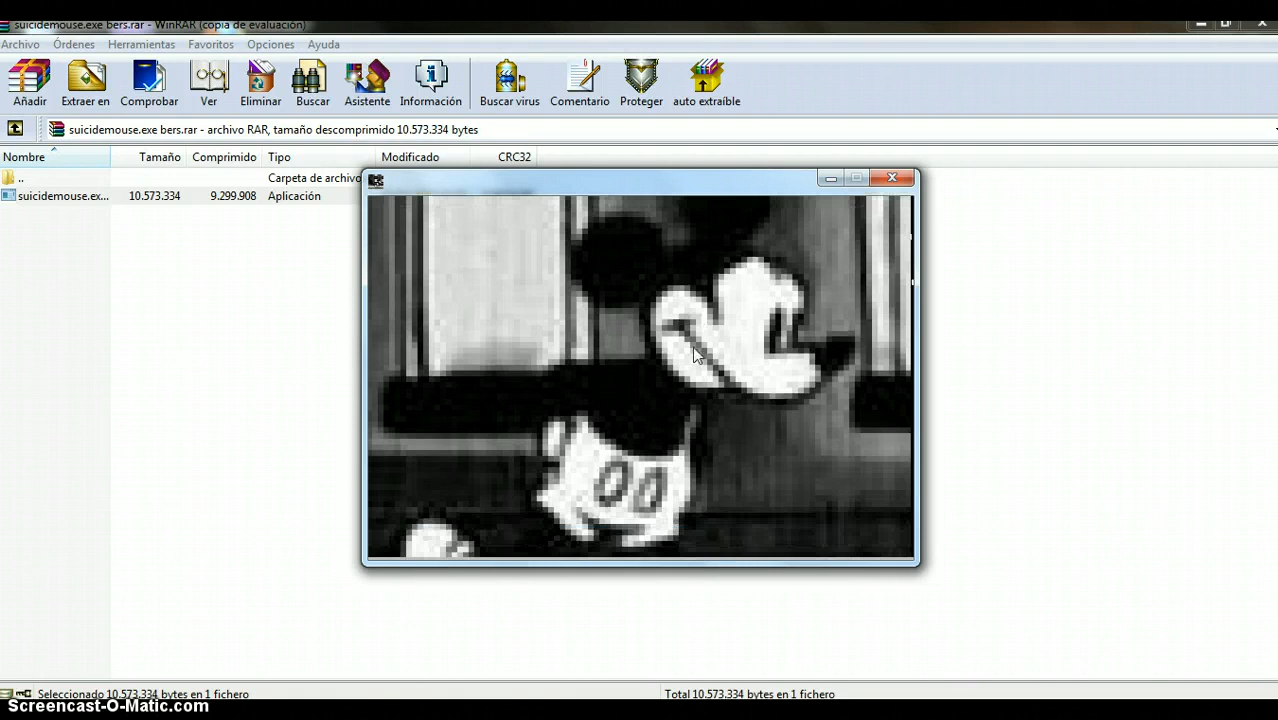 suicidemouse.exe bers.rar - WinRAR (copia de evaluación)
Archivo Órdenes Herramientas Favoritos Opciones Ayuda
Añadir Extraer en Comprobar Ver Eliminar Buscar Asistente Información Buscar virus Comentario Proteger auto extraíble
suicidemouse.exe bers.rar - archivo RAR, tamaño descomprimido 10.573.334 bytes
Nombre Tamaño Comprimido Tipo Modificado CRC32
.. Carpeta de archivo
suicidemouse.ex... 10.573.334 9.299.908 Aplicación
Seleccionado 10.573.334 bytes en 1 fichero Total 10.573.334 bytes en 1 fichero
Screencast-O-Matic.com